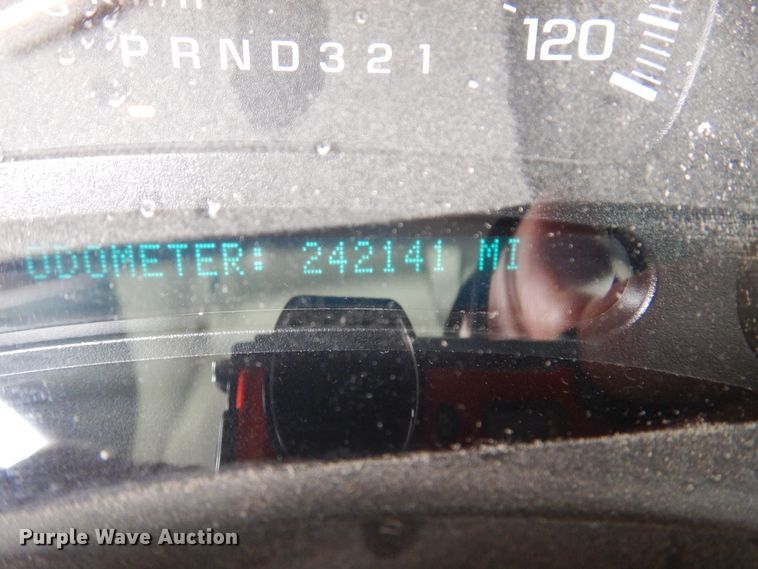 PRND321
120
ODOMETER: 242141 MI
Purple Wave Auction®